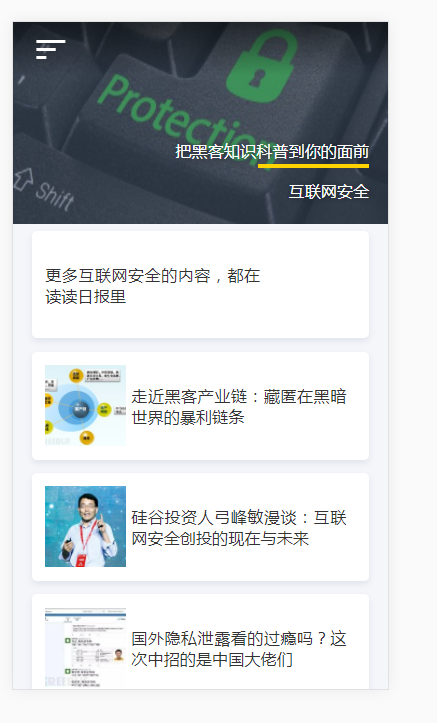 Protection
Shift
把黑客知识科普到你的面前
互联网安全
更多互联网安全的内容，都在
读读日报里
走近黑客产业链：藏匿在黑暗
世界的暴利链条
硅谷投资人弓峰敏漫谈：互联
网安全创投的现在与未来
国外隐私泄露看的过瘾吗？这
次中招的是中国大佬们